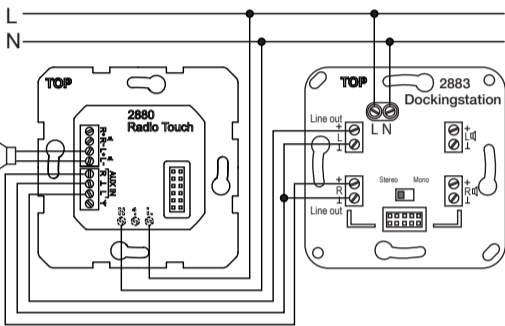 L
N
TOP
2880
Radio Touch
R-
R+
L+
L-
AUX IN
R
⊥
L
TOP
2883
Dockingstation
L N
Line out
+
L
⊥
+
L
⊥
Stereo Mono
+
R
⊥
+
R
⊥
Line out